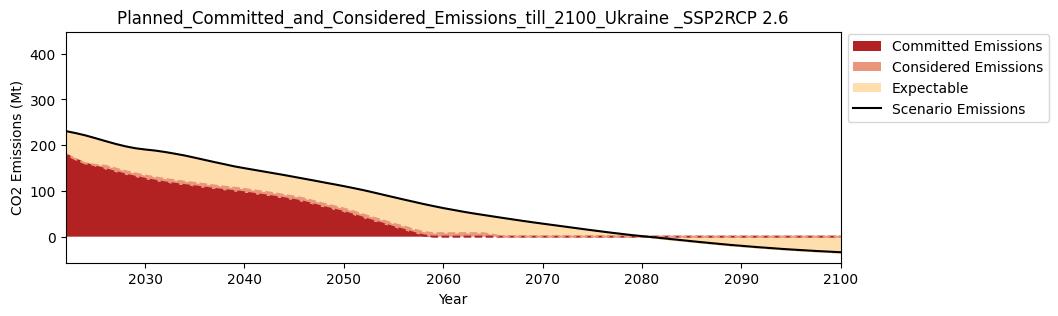 Planned_Committed_and_Considered_Emissions_till_2100_Ukraine _SSP2RCP 2.6
Committed Emissions
Considered Emissions
Expectable
Scenario Emissions
CO2 Emissions (Mt)
400
300
200
100
0
2030 2040 2050 2060 2070 2080 2090 2100
Year